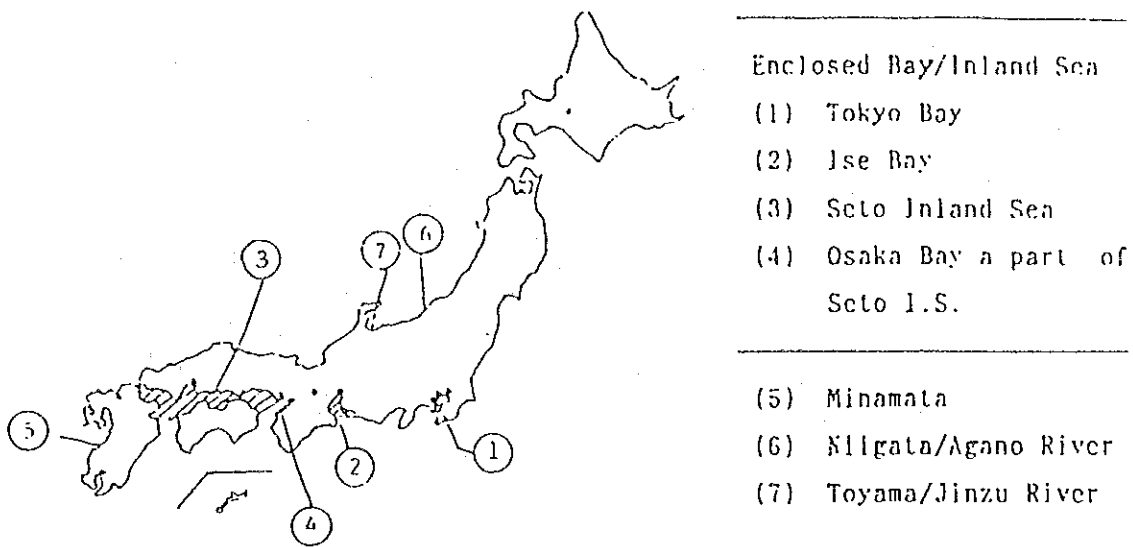 Enclosed Bay/Inland Sea
(1) Tokyo Bay
(2) Ise Bay
(3) Seto Inland Sea
(4) Osaka Bay a part of
Seto I.S.
(5) Minamata
(6) Niigata/Agano River
(7) Toyama/Jinzu River
7
6
3
5
2
1
4